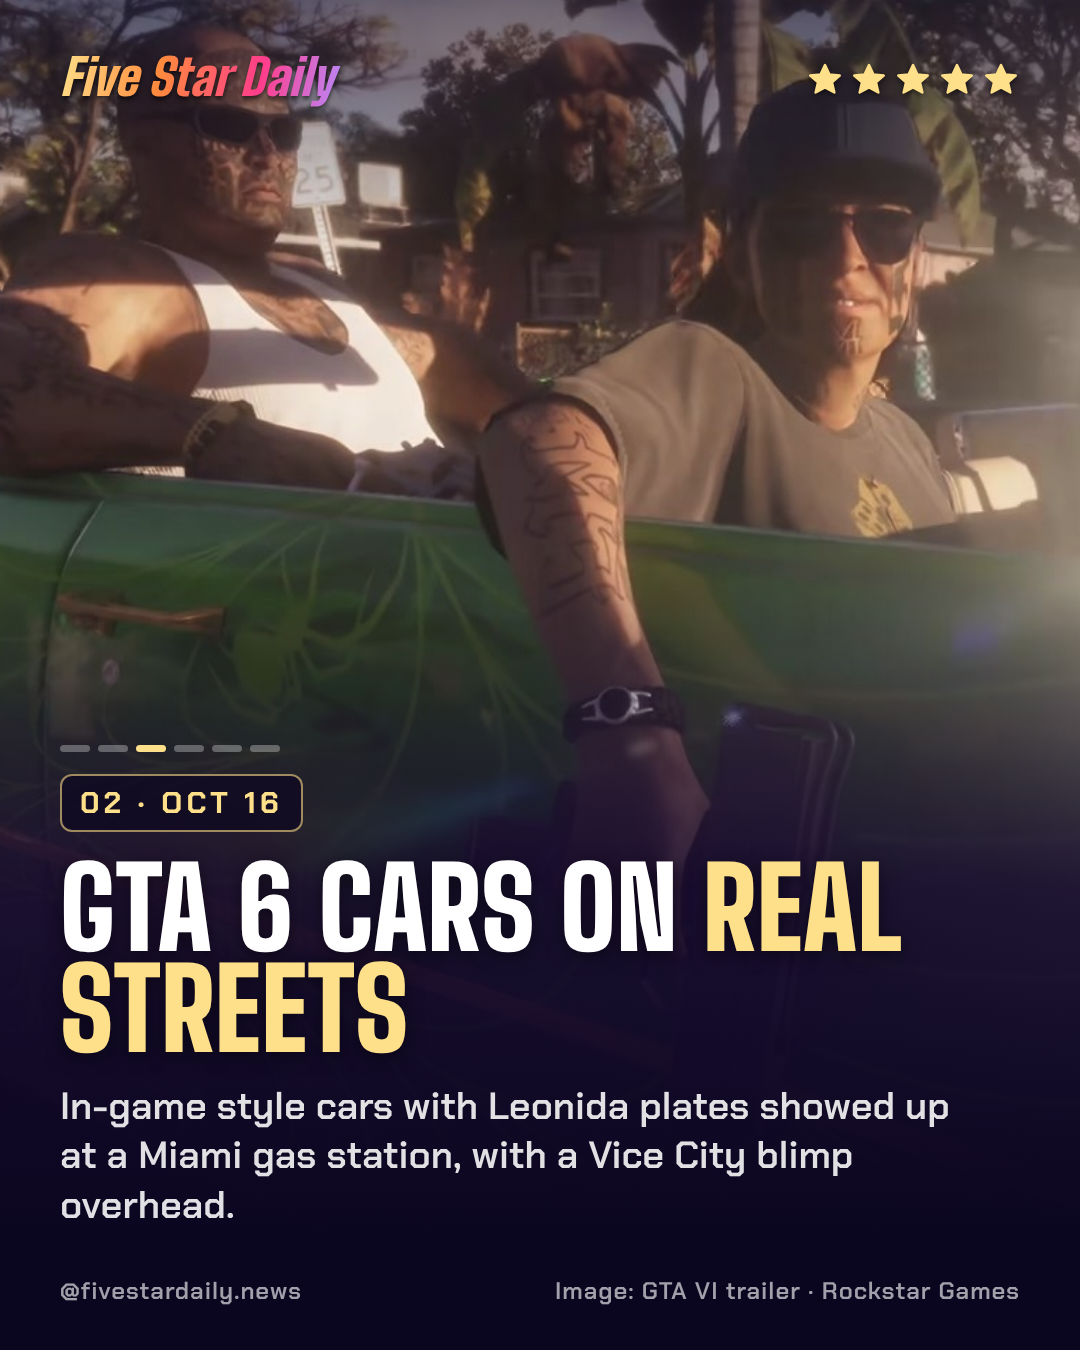 Five Star Daily
25
02 · OCT 16
GTA 6 CARS ON REAL
STREETS
In-game style cars with Leonida plates showed up
at a Miami gas station, with a Vice City blimp
overhead.
@fivestardaily.news
Image: GTA VI trailer · Rockstar Games